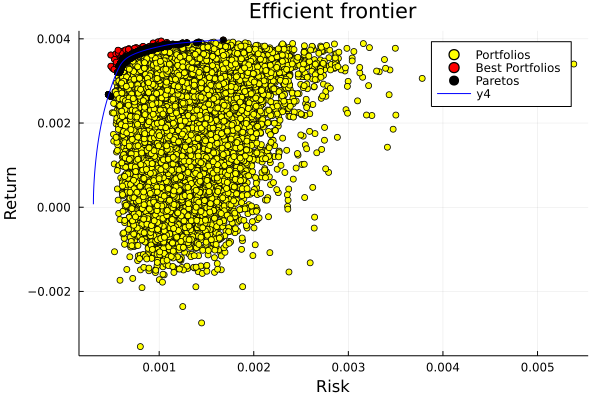 Efficient frontier
Return
0.004
0.002
0.000
−0.002
Portfolios
Best Portfolios
Paretos
y4
0.001
0.002
0.003
0.004
0.005
Risk